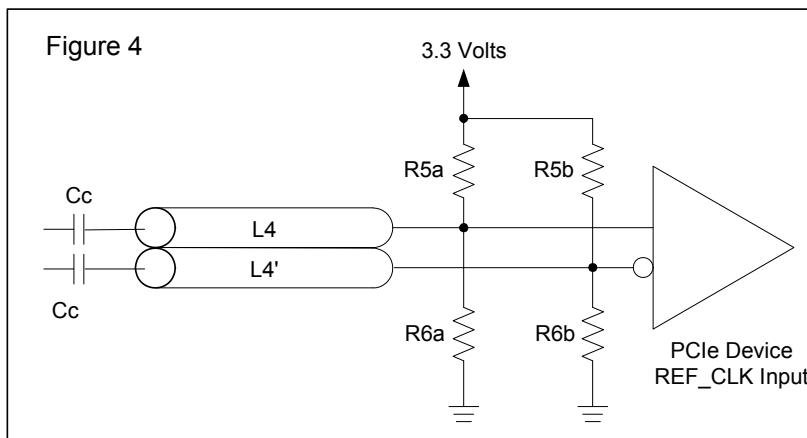 Figure 4
3.3 Volts
R5a
R5b
Cc
L4
L4'
Cc
R6a
R6b
PCIe Device
REF_CLK Input